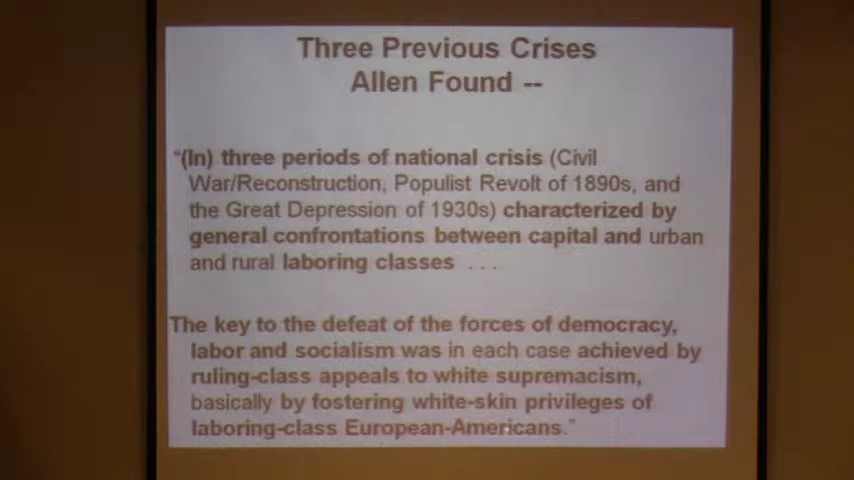 Three Previous Crises
Allen Found --
“(In) three periods of national crisis (Civil
War/Reconstruction, Populist Revolt of 1890s, and
the Great Depression of 1930s) characterized by
general confrontations between capital and urban
and rural laboring classes . . .
The key to the defeat of the forces of democracy,
labor and socialism was in each case achieved by
ruling-class appeals to white supremacism,
basically by fostering white-skin privileges of
laboring-class European-Americans.”